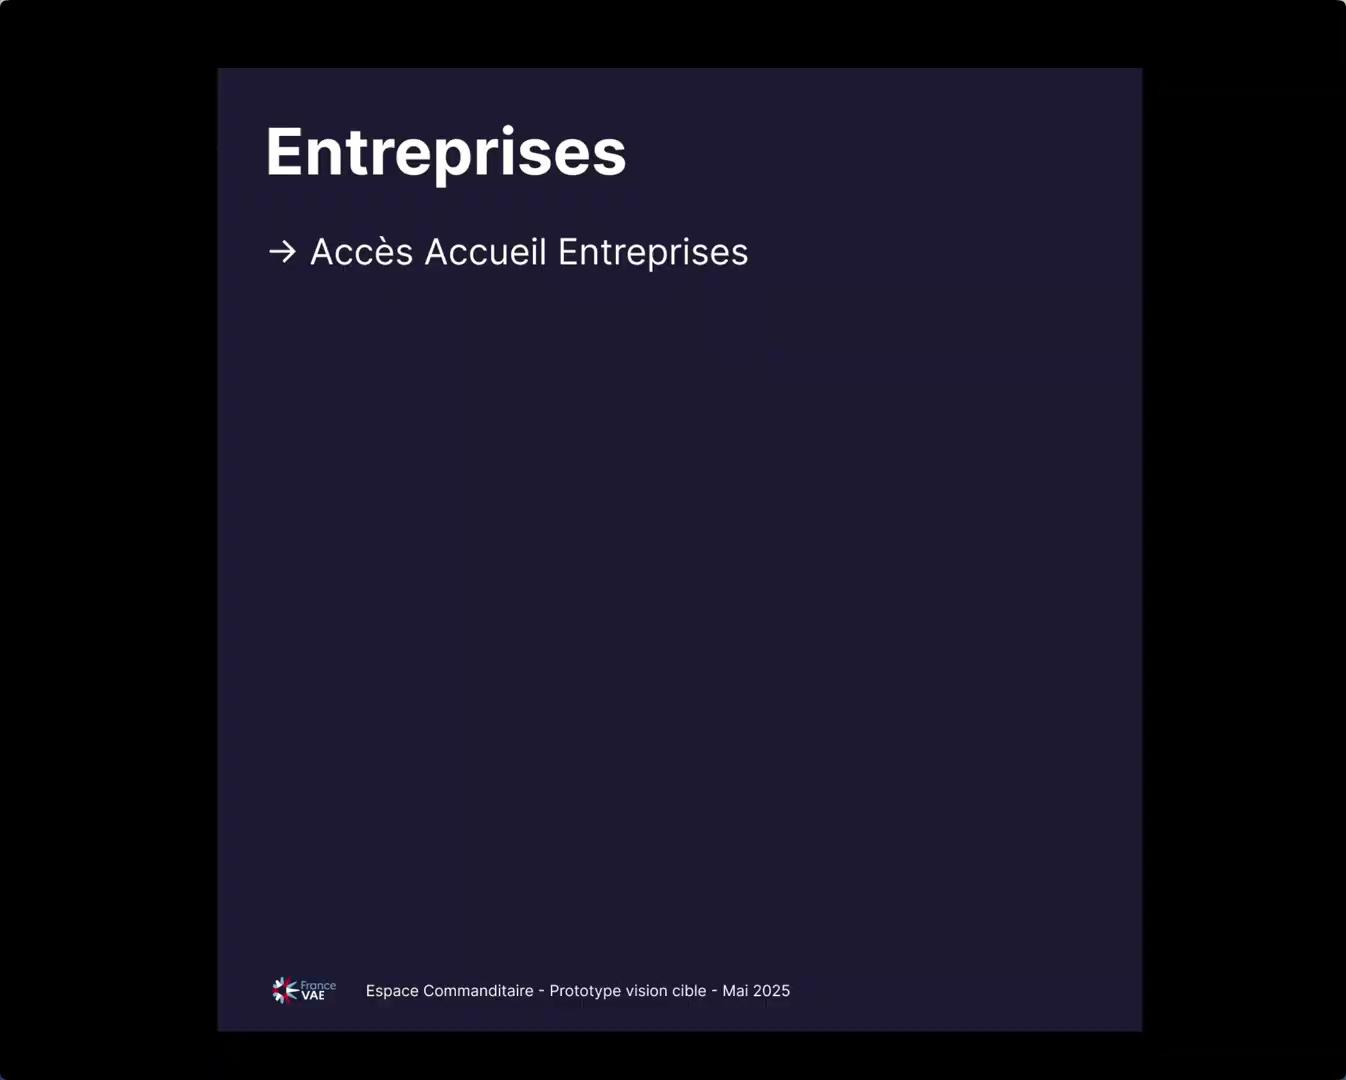 Entreprises
→ Accès Accueil Entreprises
France
VAE
Espace Commanditaire - Prototype vision cible - Mai 2025